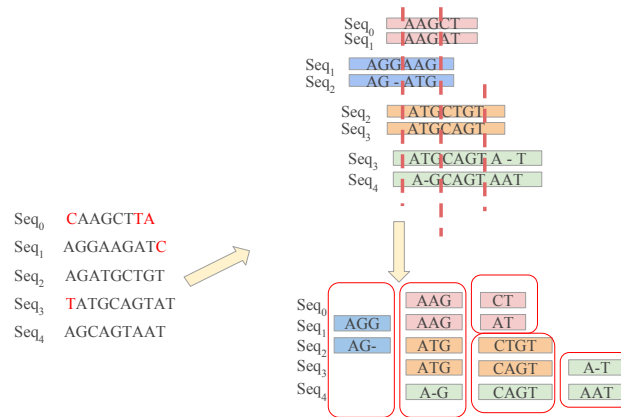 Seq0 AAGCT
Seq1 AAGAT
Seq1 AGGAAG
Seq2 AG - ATG
Seq2 ATGCTGT
Seq3 ATGCAGT
Seq3 ATGCAGT A - T
Seq4 A-GCAGT AAT
Seq0 CAAGCTTA
Seq1 AGGAAGATC
Seq2 AGATGCTGT
Seq3 TATGCAGTAT
Seq4 AGCAGTAAT
Seq0 AAG CT
Seq1 AGG AAG AT
Seq2 AG- ATG CTGT
Seq3 ATG CAGT A-T
Seq4 A-G CAGT AAT